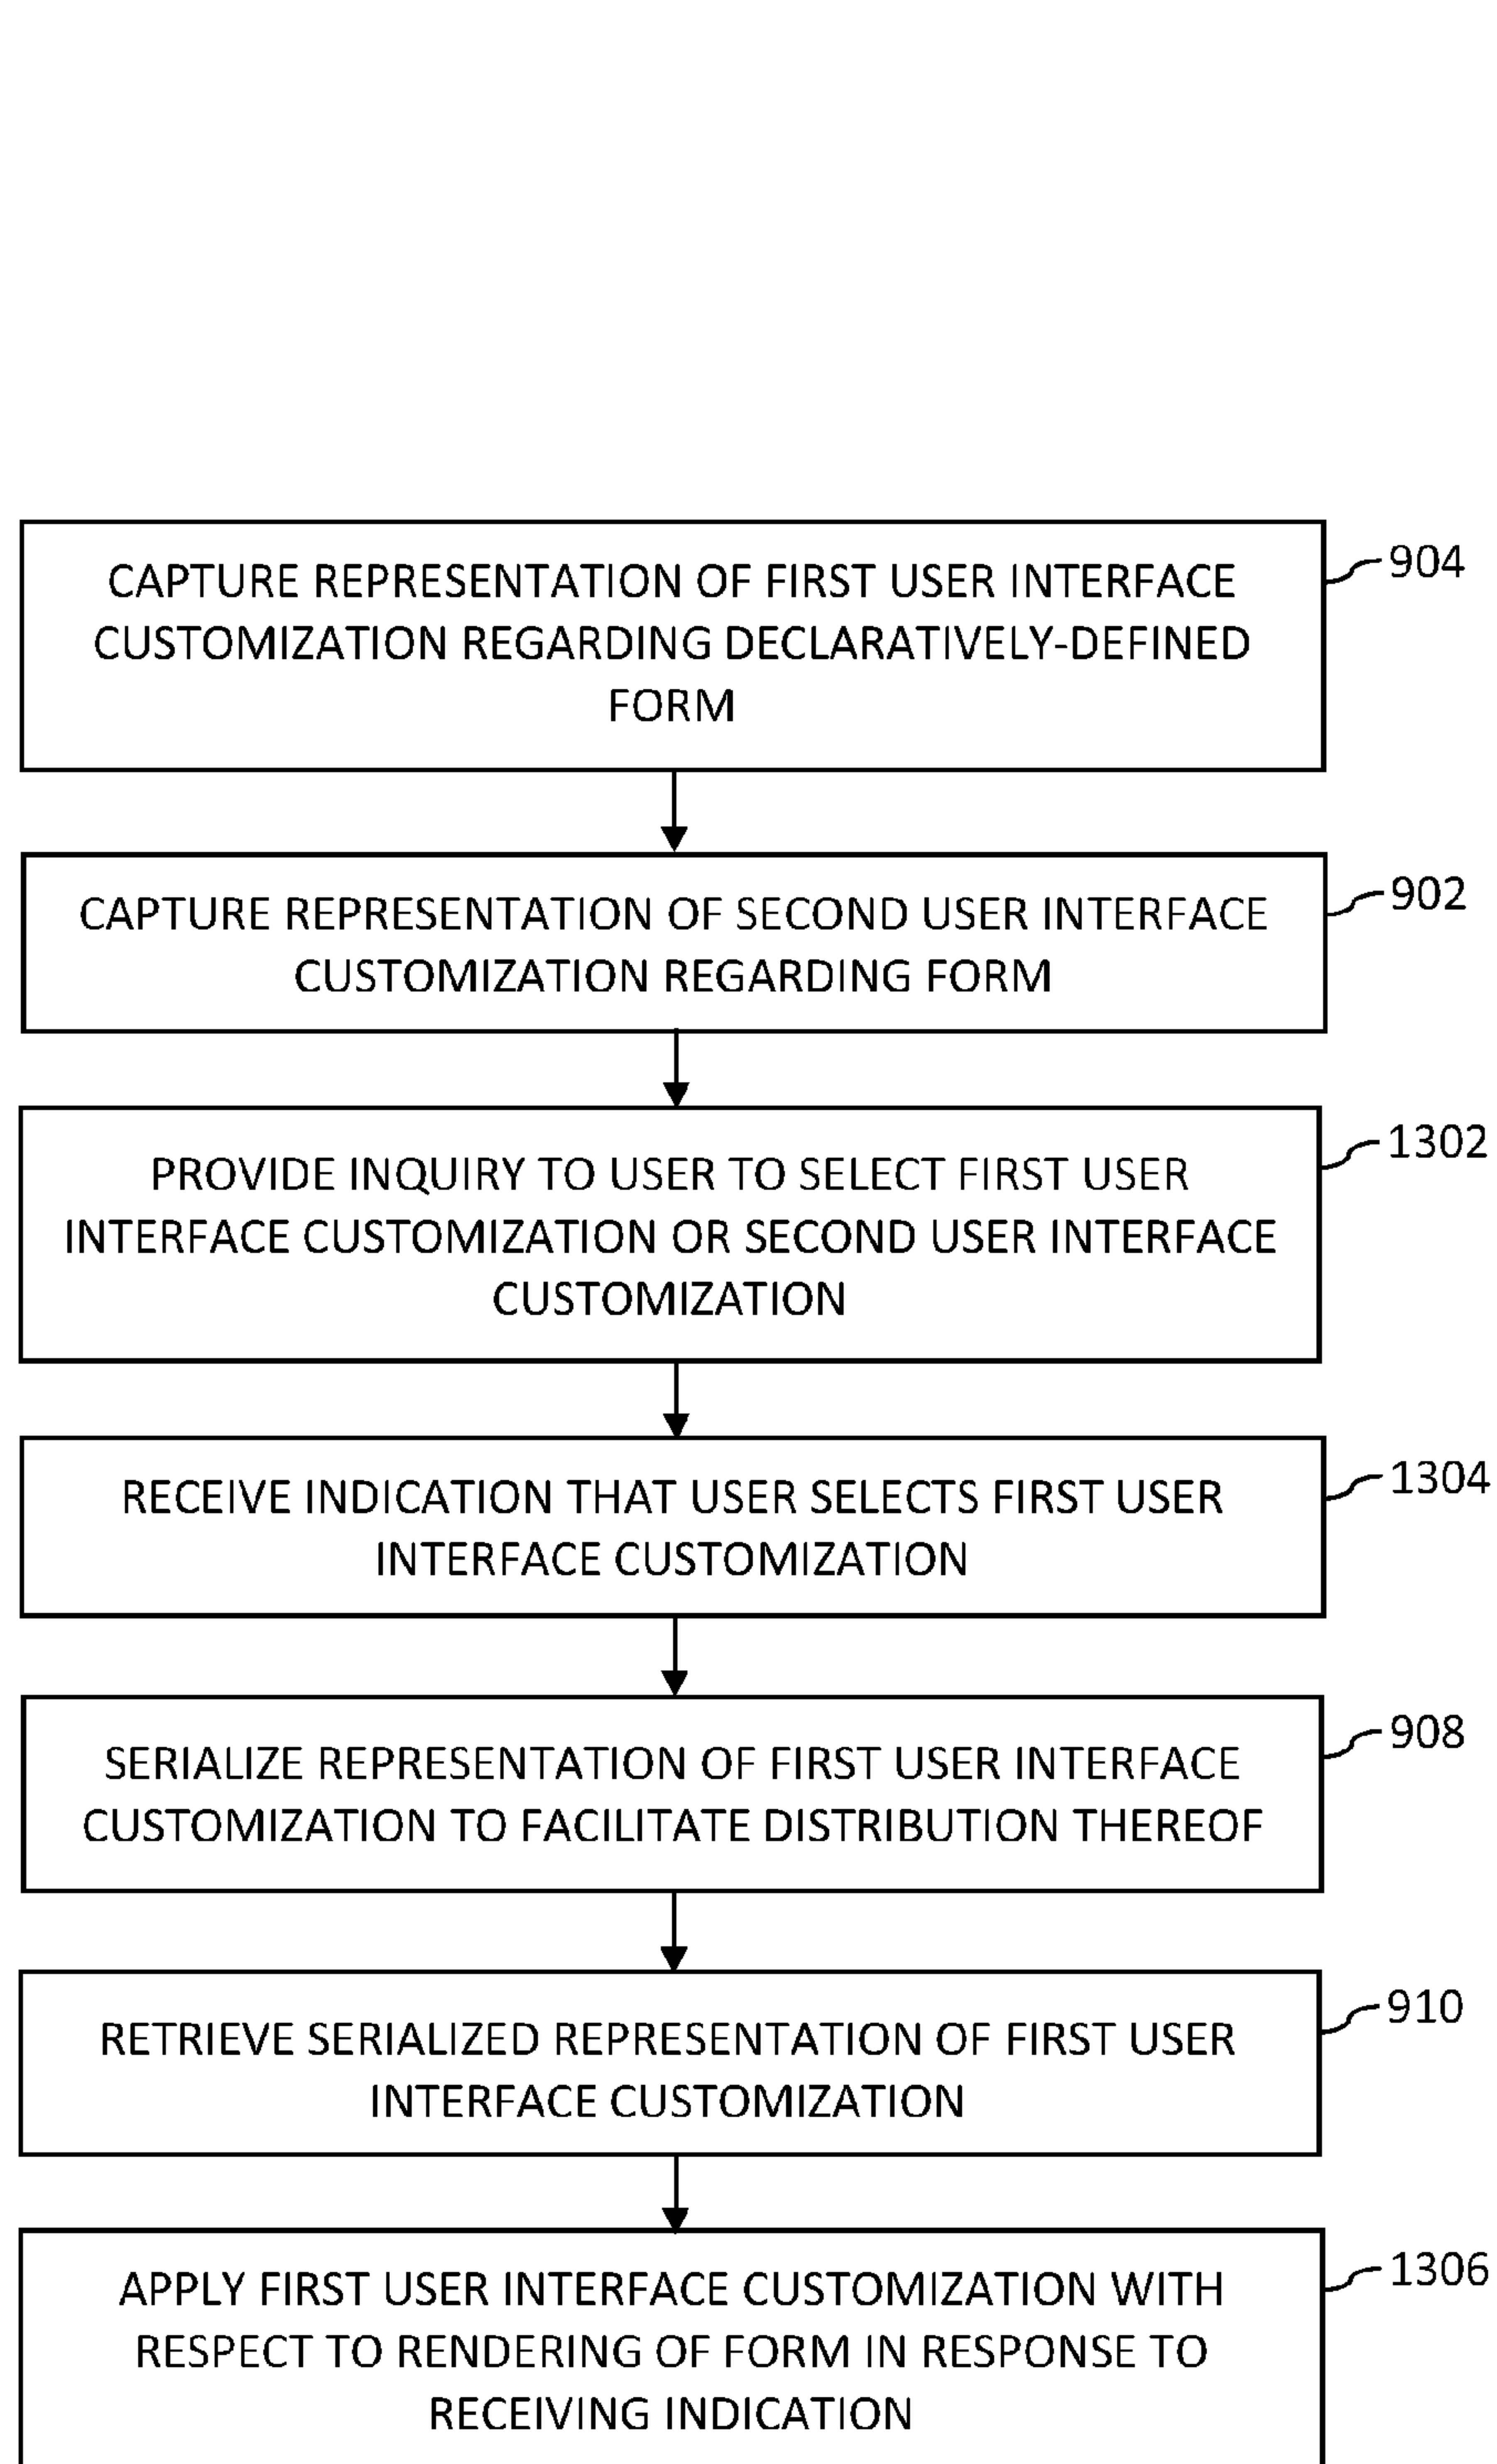 CAPTURE REPRESENTATION OF FIRST USER INTERFACE
CUSTOMIZATION REGARDING DECLARATIVELY-DEFINED
FORM
904
CAPTURE REPRESENTATION OF SECOND USER INTERFACE
CUSTOMIZATION REGARDING FORM
902
PROVIDE INQUIRY TO USER TO SELECT FIRST USER
INTERFACE CUSTOMIZATION OR SECOND USER INTERFACE
CUSTOMIZATION
1302
RECEIVE INDICATION THAT USER SELECTS FIRST USER
INTERFACE CUSTOMIZATION
1304
SERIALIZE REPRESENTATION OF FIRST USER INTERFACE
CUSTOMIZATION TO FACILITATE DISTRIBUTION THEREOF
908
RETRIEVE SERIALIZED REPRESENTATION OF FIRST USER
INTERFACE CUSTOMIZATION
910
APPLY FIRST USER INTERFACE CUSTOMIZATION WITH
RESPECT TO RENDERING OF FORM IN RESPONSE TO
RECEIVING INDICATION
1306